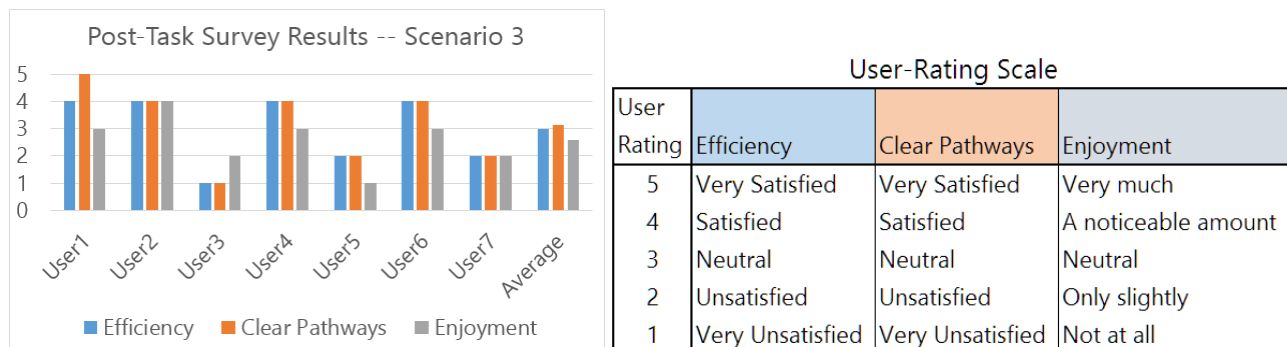 Post-Task Survey Results -- Scenario 3
5
4
3
2
1
0
User1 User2 User3 User4 User5 User6 User7 Average
Efficiency Clear Pathways Enjoyment
User-Rating Scale
User
Rating Efficiency Clear Pathways Enjoyment
5 Very Satisfied Very Satisfied Very much
4 Satisfied Satisfied A noticeable amount
3 Neutral Neutral Neutral
2 Unsatisfied Unsatisfied Only slightly
1 Very Unsatisfied Very Unsatisfied Not at all